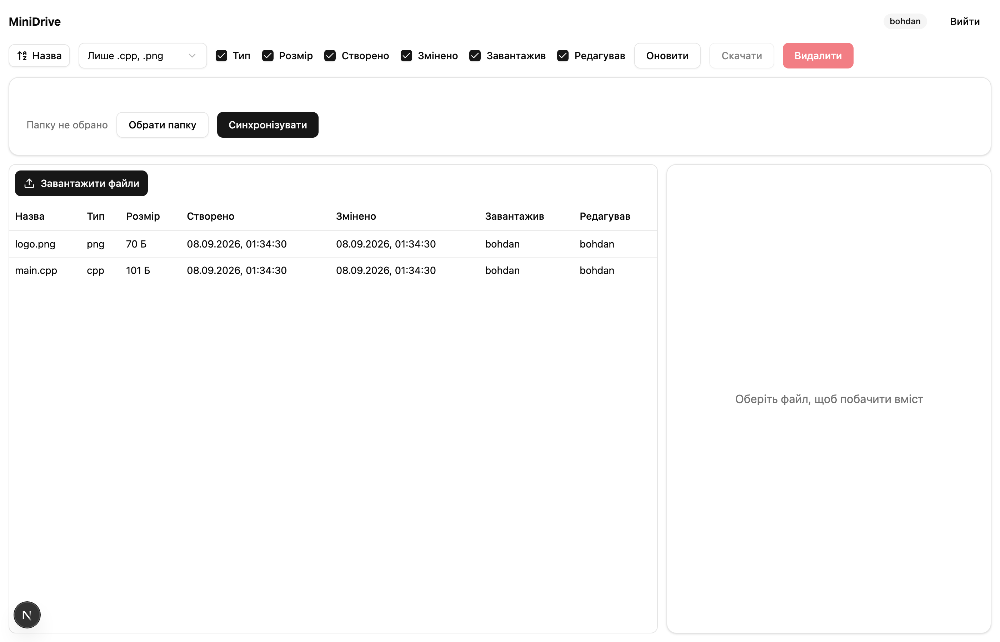 MiniDrive
bohdan Вийти
Назва Лише .cpp, .png Тип Розмір Створено Змінено Завантажив Редагував Оновити Скачати Видалити
Папку не обрано Обрати папку Синхронізувати
Завантажити файли
Назва Тип Розмір Створено Змінено Завантажив Редагував
logo.png png 70 Б 08.09.2026, 01:34:30 08.09.2026, 01:34:30 bohdan bohdan
main.cpp cpp 101 Б 08.09.2026, 01:34:30 08.09.2026, 01:34:30 bohdan bohdan
Оберіть файл, щоб побачити вміст
N